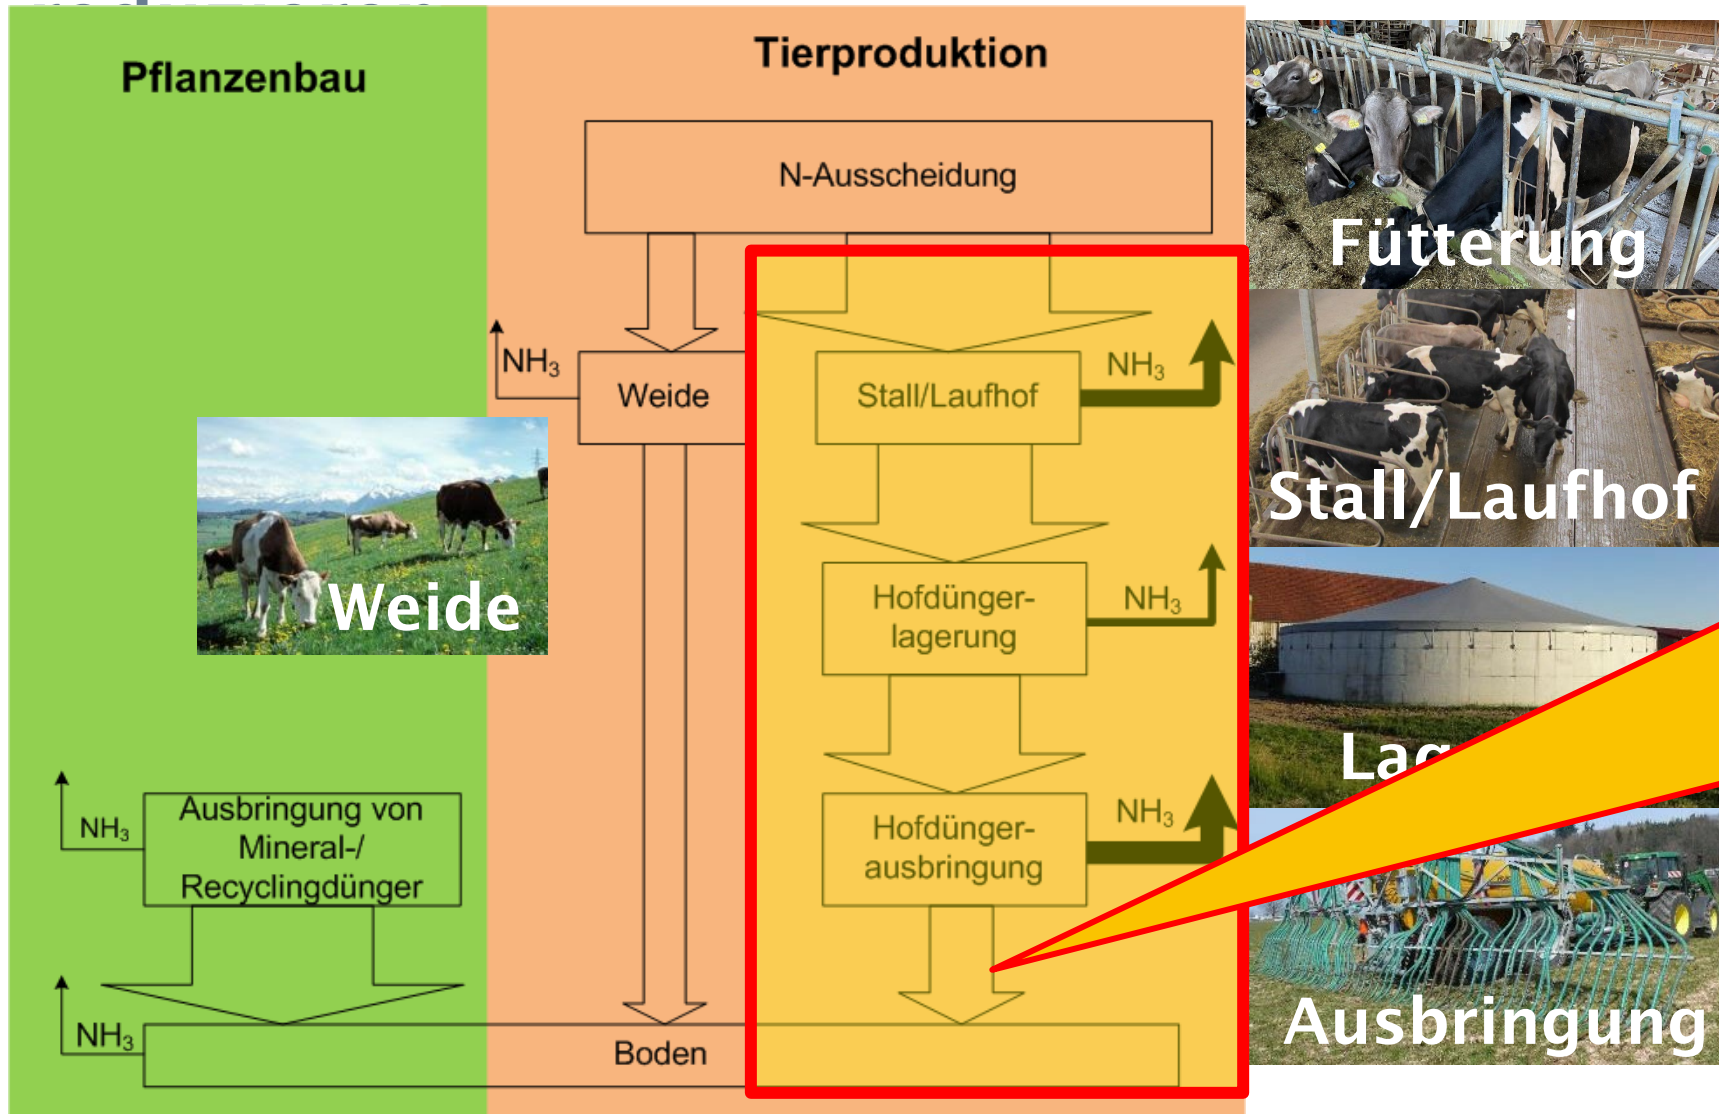 Pflanzenbau
Tierproduktion
N-Ausscheidung
NH₃
Weide
Stall/Laufhof
NH₃
Hofdünger-
lagerung
NH₃
Ausbringung von
Mineral-/
Recyclingdünger
NH₃
Hofdünger-
ausbringung
NH₃
NH₃
Boden
Weide
Fütterung
Stall/Laufhof
Ausbringung